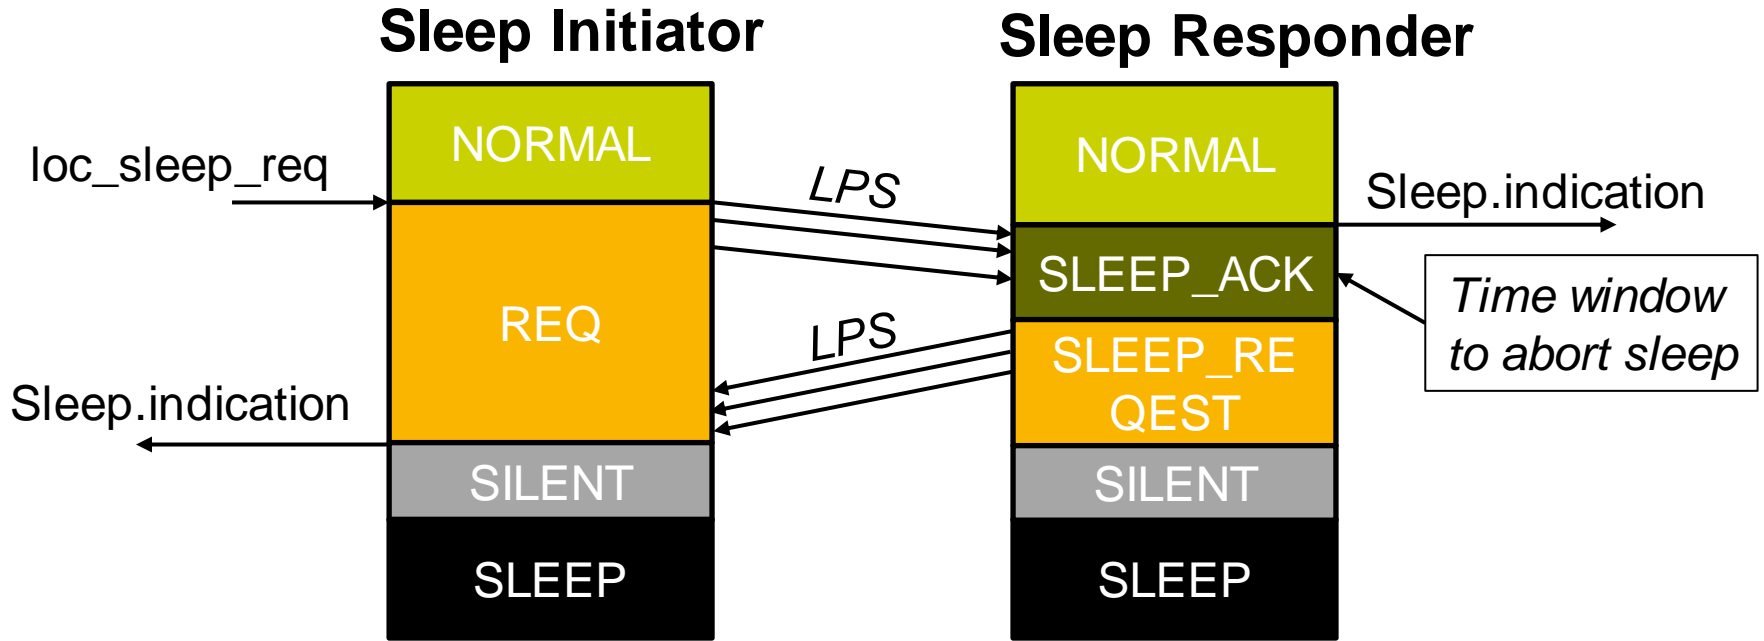 Sleep Initiator
Sleep Responder
NORMAL
NORMAL
loc_sleep_req
LPS
Sleep.indication
SLEEP_ACK
Time window
to abort sleep
REQ
LPS
SLEEP_RE
QEST
Sleep.indication
SILENT
SILENT
SLEEP
SLEEP